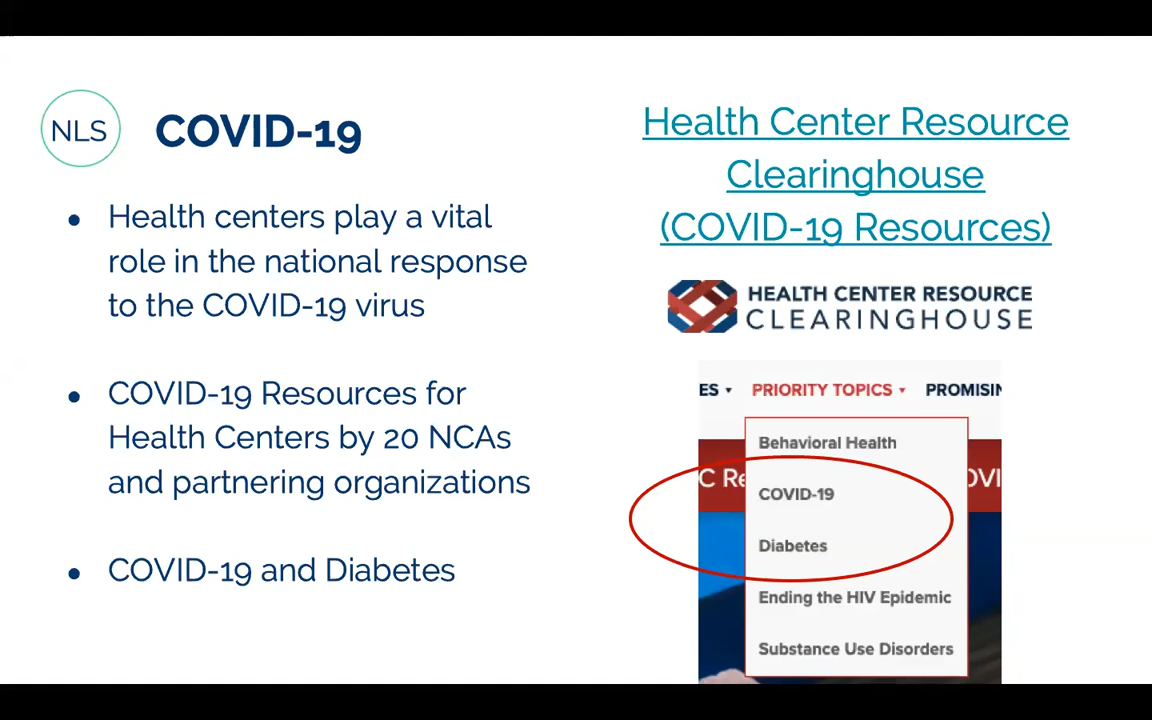 NLS
COVID-19
• Health centers play a vital
role in the national response
to the COVID-19 virus
• COVID-19 Resources for
Health Centers by 20 NCAs
and partnering organizations
• COVID-19 and Diabetes
Health Center Resource
Clearinghouse
(COVID-19 Resources)
HEALTH CENTER RESOURCE
CLEARINGHOUSE
ES PRIORITY TOPICS PROMISIN
Behavioral Health
C Re
OVI
COVID-19
Diabetes
Ending the HIV Epidemic
Substance Use Disorders